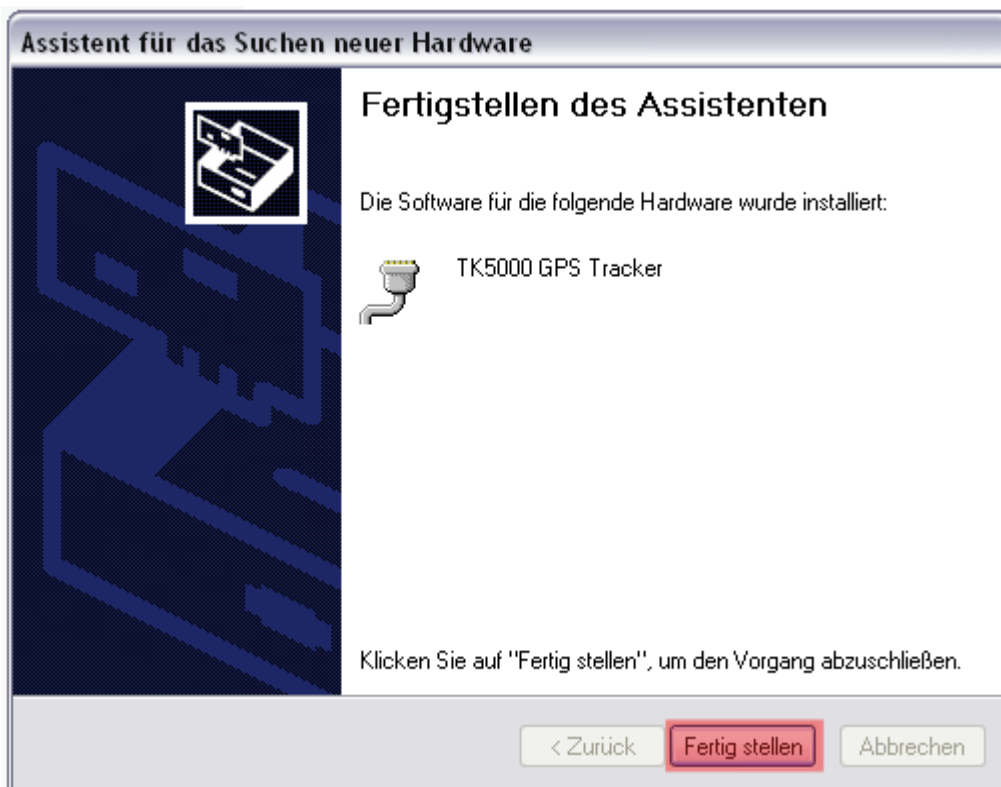 Assistent für das Suchen neuer Hardware
Fertigstellen des Assistenten
Die Software für die folgende Hardware wurde installiert:
TK5000 GPS Tracker
Klicken Sie auf "Fertig stellen", um den Vorgang abzuschließen.
< Zurück
Fertig stellen
Abbrechen